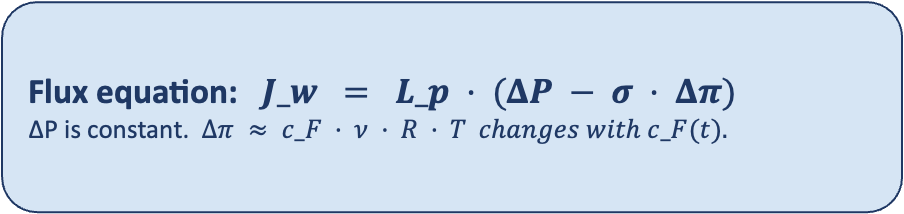 Flux equation: J_w = L_p · (ΔP − σ · Δπ)
ΔP is constant. Δπ ≈ c_F · ν · R · T changes with c_F(t).